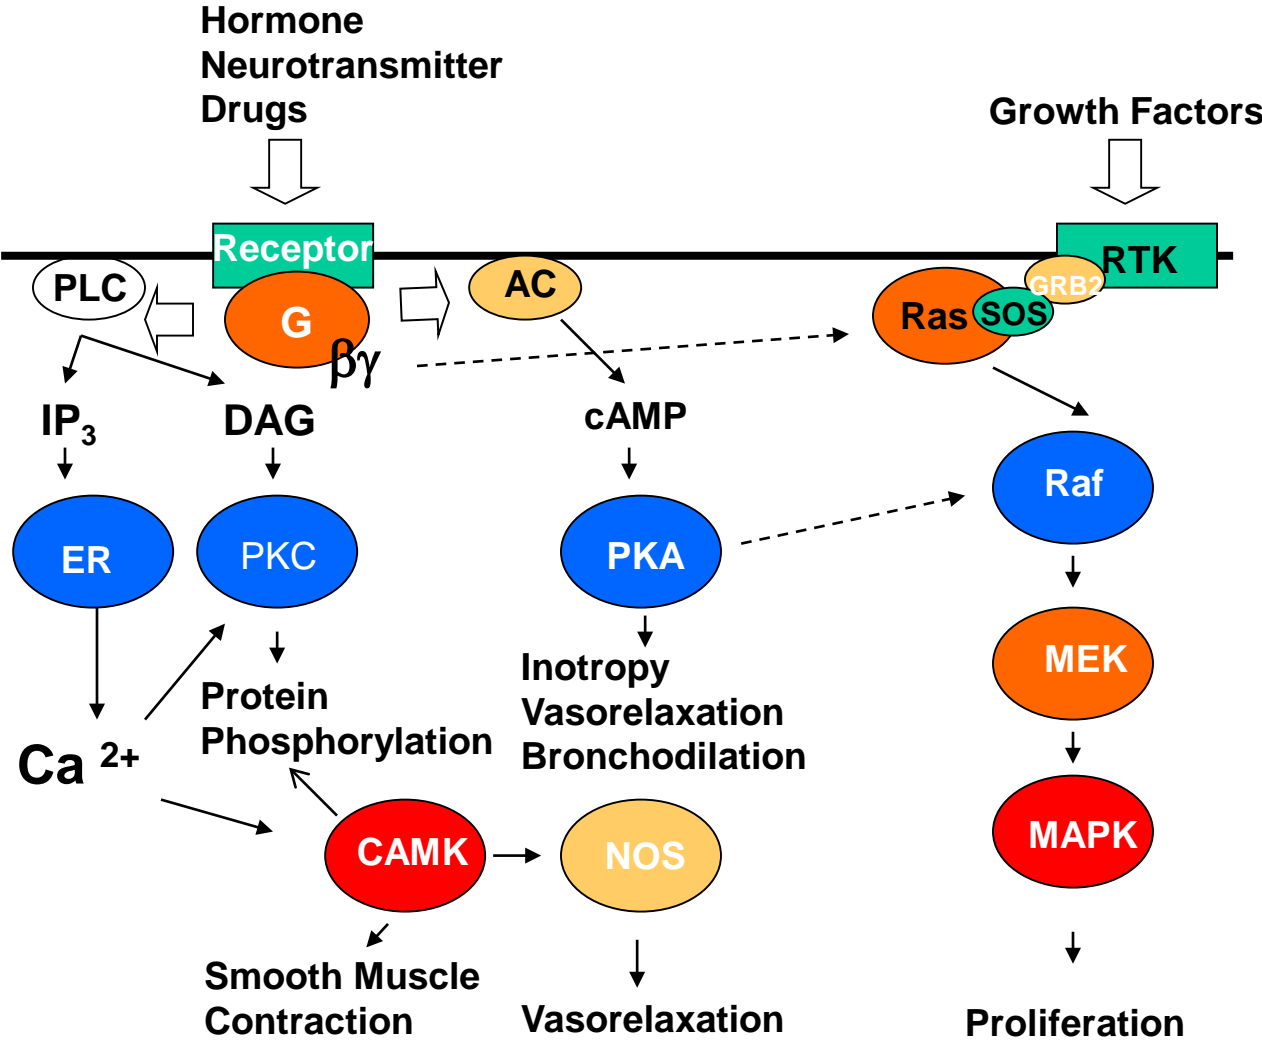 Hormone
Neurotransmitter
Drugs
Growth Factors
Receptor
PLC
G
βγ
AC
RTK
GRB2
SOS
Ras
IP3
DAG
cAMP
Raf
ER
PKC
PKA
MEK
Protein
Phosphorylation
Inotropy
Vasorelaxation
Bronchodilation
Ca 2+
CAMK
NOS
MAPK
Smooth Muscle
Contraction
Vasorelaxation
Proliferation